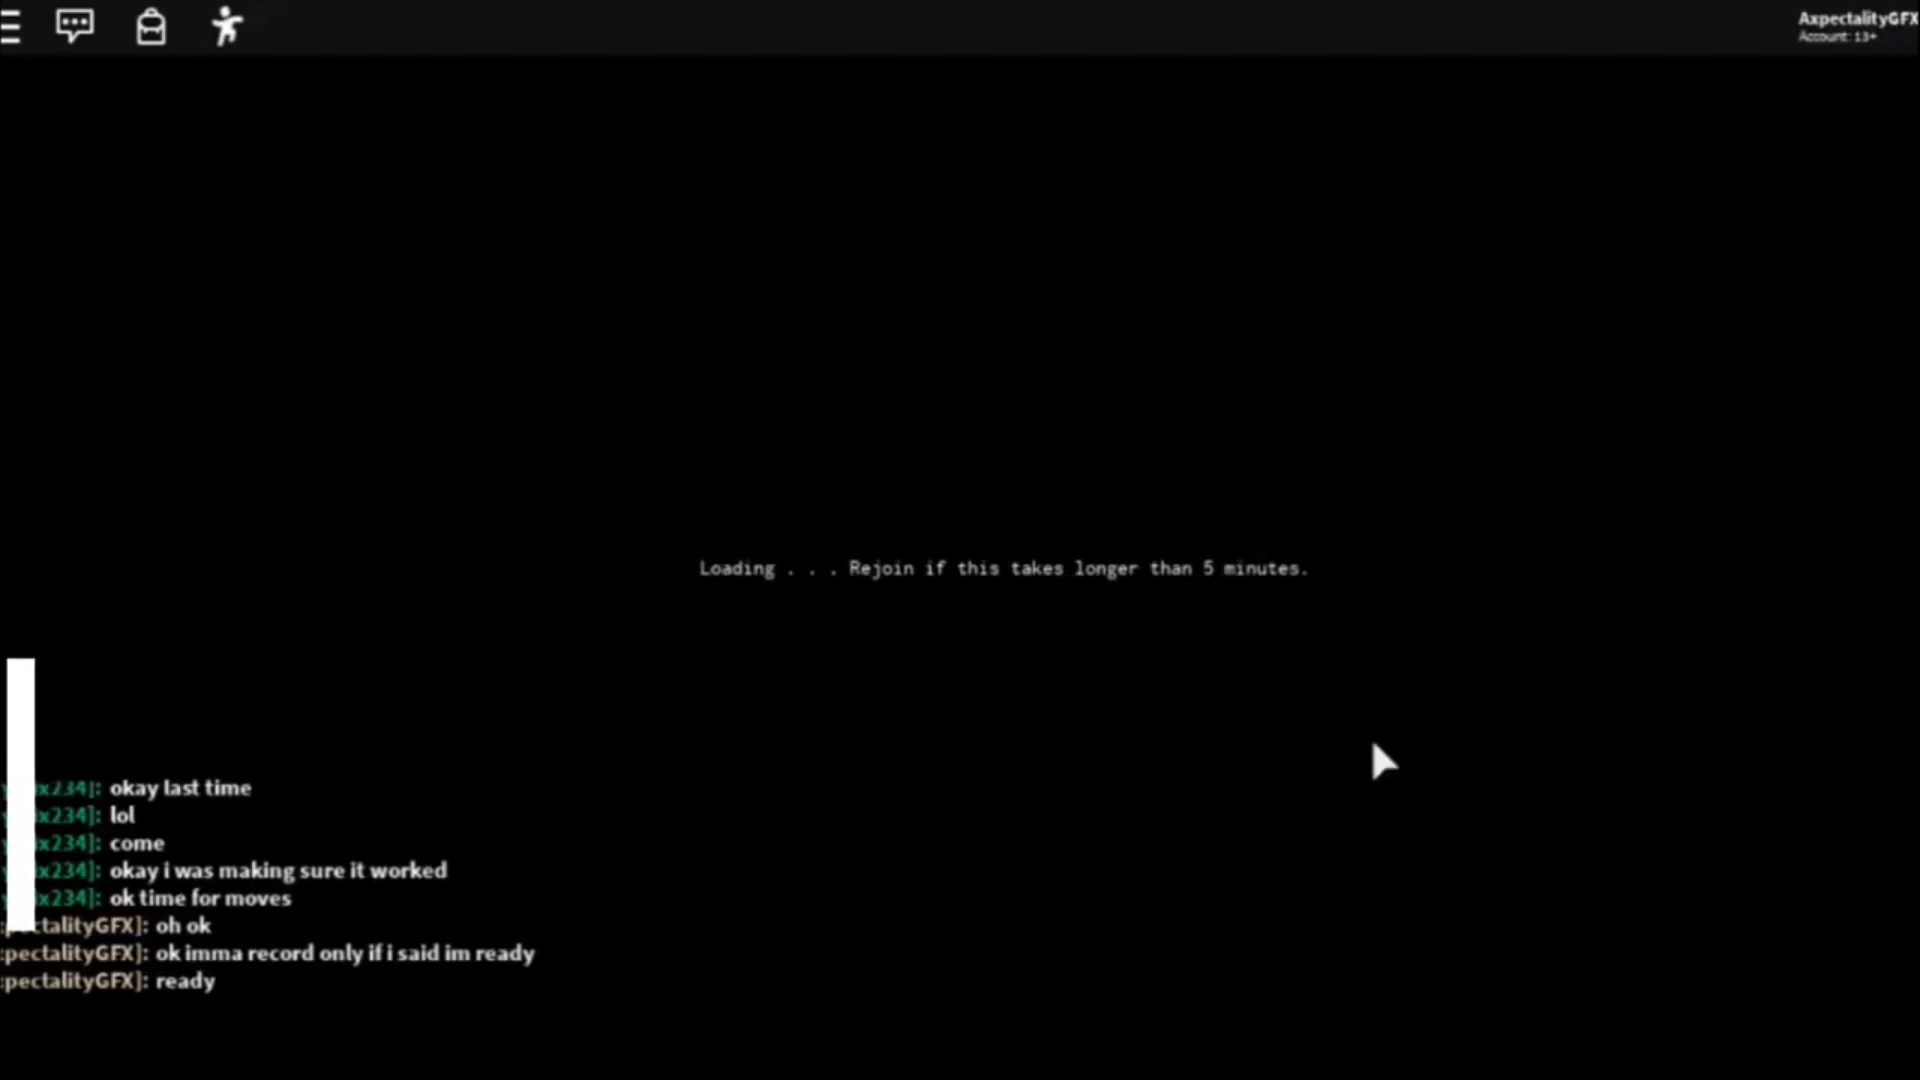 AxpectalityGFX
Account: 13+
Loading . . . Rejoin if this takes longer than 5 minutes.
x234]: okay last time
x234]: lol
x234]: come
x234]: okay i was making sure it worked
x234]: ok time for moves
ctalityGFX]: oh ok
pectalityGFX]: ok imma record only if i said im ready
pectalityGFX]: ready